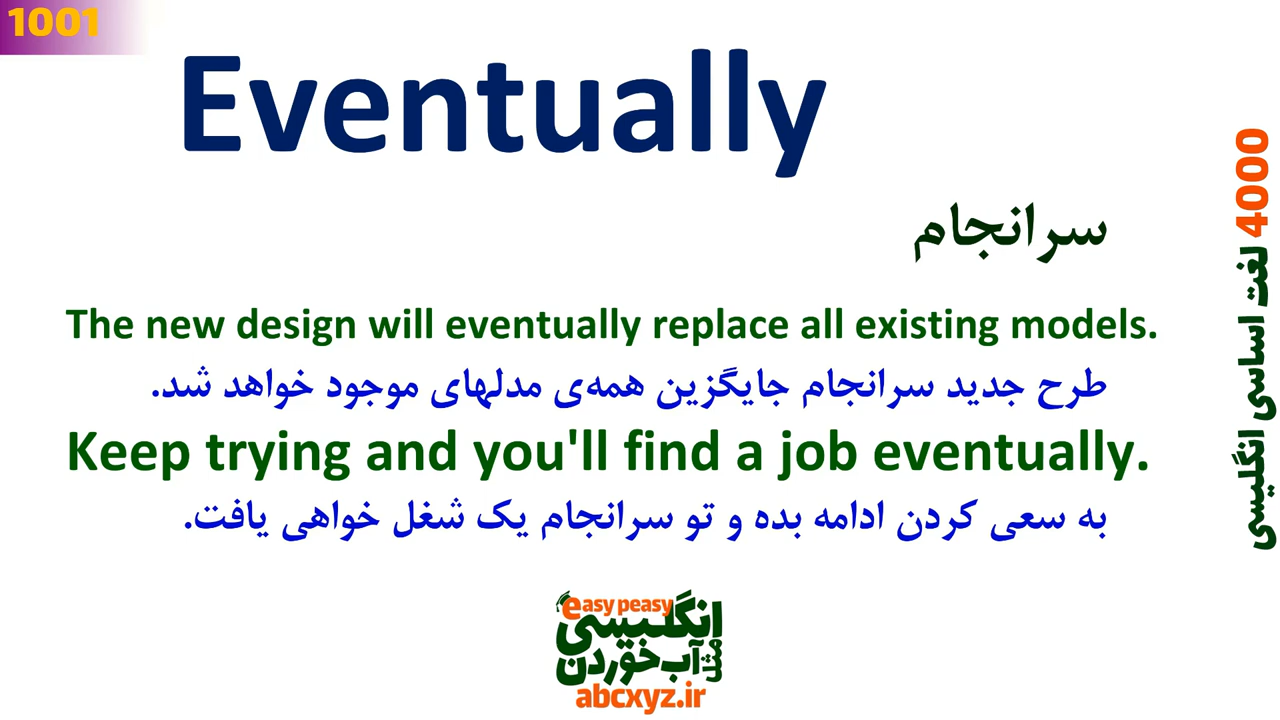 1001
Eventually
سرانجام
The new design will eventually replace all existing models.
طرح جدید سرانجام جایگزین همه‌ی مدلهای موجود خواهد شد.
Keep trying and you'll find a job eventually.
به سعی کردن ادامه بده و تو سرانجام یک شغل خواهی یافت.
4000 لغت اساسی انگلیسی
easy peasy
انگلیسی
مثل آب خوردن
abcxyz.ir